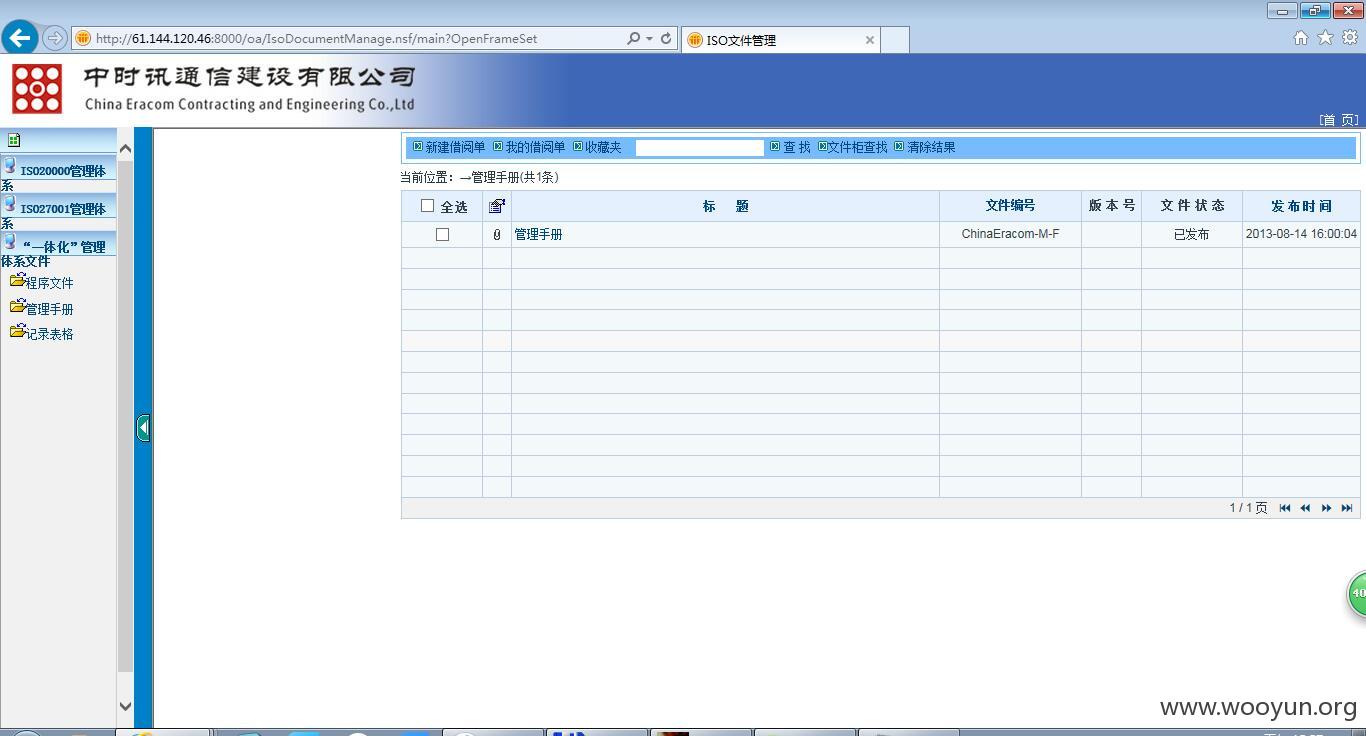 http://61.144.120.46:8000/oa/IsoDocumentManage.nsf/main?OpenFrameSet
ISO文件管理
中时讯通信建设有限公司
China Eracom Contracting and Engineering Co.,Ltd
[首 页]
ISO20000管理体
系
ISO27001管理体
系
“一体化”管理
体系文件
程序文件
管理手册
记录表格
新建借阅单 我的借阅单 收藏夹 查 找 文件柜查找 清除结果
当前位置：→管理手册(共1条)
全选 标 题 文件编号 版 本 号 文 件 状 态 发 布 时 间
管理手册 ChinaEracom-M-F 已发布 2013-08-14 16:00:04
1 / 1 页
40
www.wooyun.org